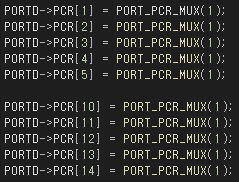 PORTD->PCR[1] = PORT_PCR_MUX(1);
PORTD->PCR[2] = PORT_PCR_MUX(1);
PORTD->PCR[3] = PORT_PCR_MUX(1);
PORTD->PCR[4] = PORT_PCR_MUX(1);
PORTD->PCR[5] = PORT_PCR_MUX(1);

PORTD->PCR[10] = PORT_PCR_MUX(1);
PORTD->PCR[11] = PORT_PCR_MUX(1);
PORTD->PCR[12] = PORT_PCR_MUX(1);
PORTD->PCR[13] = PORT_PCR_MUX(1);
PORTD->PCR[14] = PORT_PCR_MUX(1);